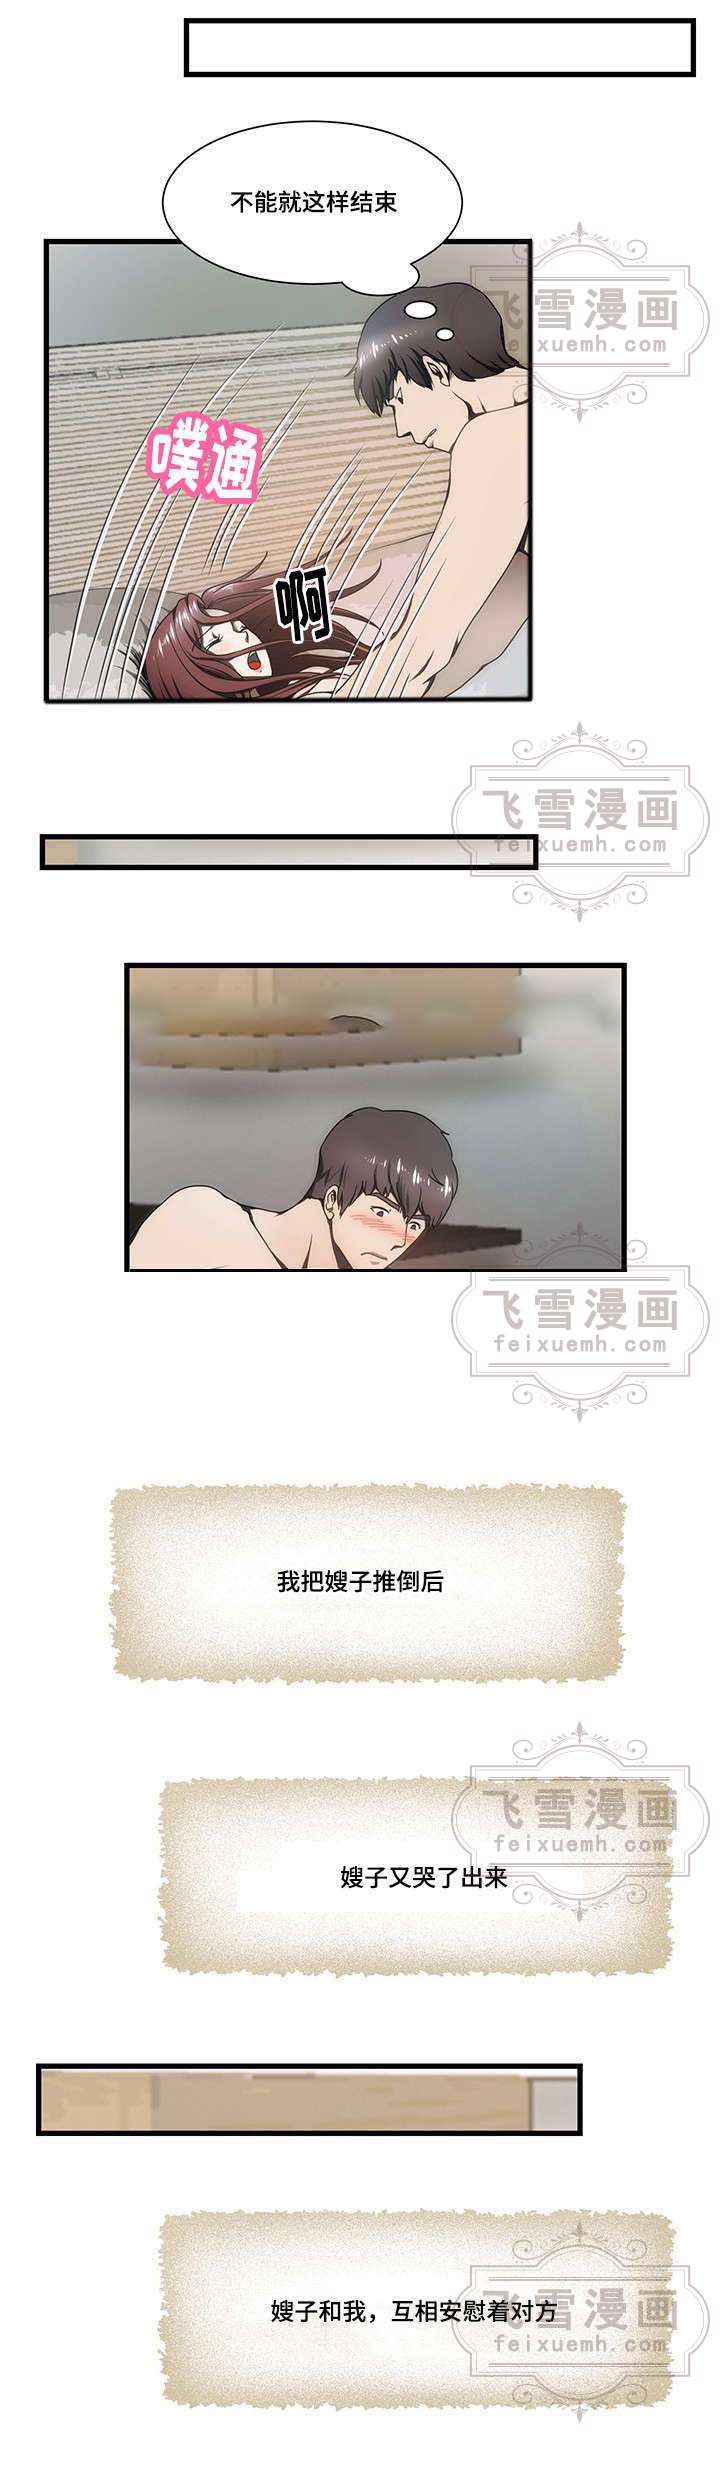 不能就这样结束
飞雪漫画
feixuemh.com
噗通
啊
飞雪漫画
feixuemh.com
飞雪漫画
feixuemh.com
我把嫂子推倒后
飞雪漫画
feixuemh.com
嫂子又哭了出来
飞雪漫画
feixuemh.com
嫂子和我，互相安慰着对方